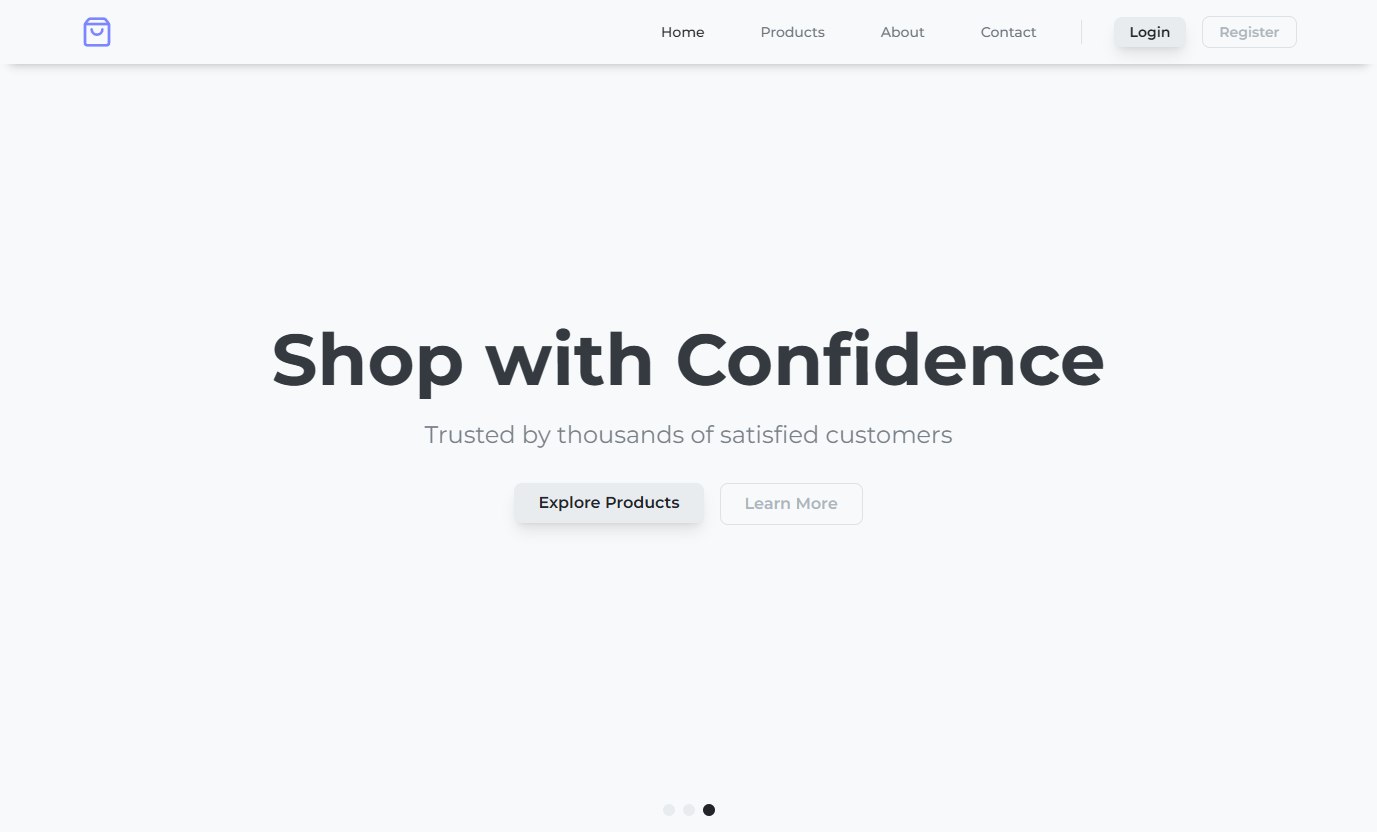 Home Products About Contact Login Register
Shop with Confidence
Trusted by thousands of satisfied customers
Explore Products Learn More